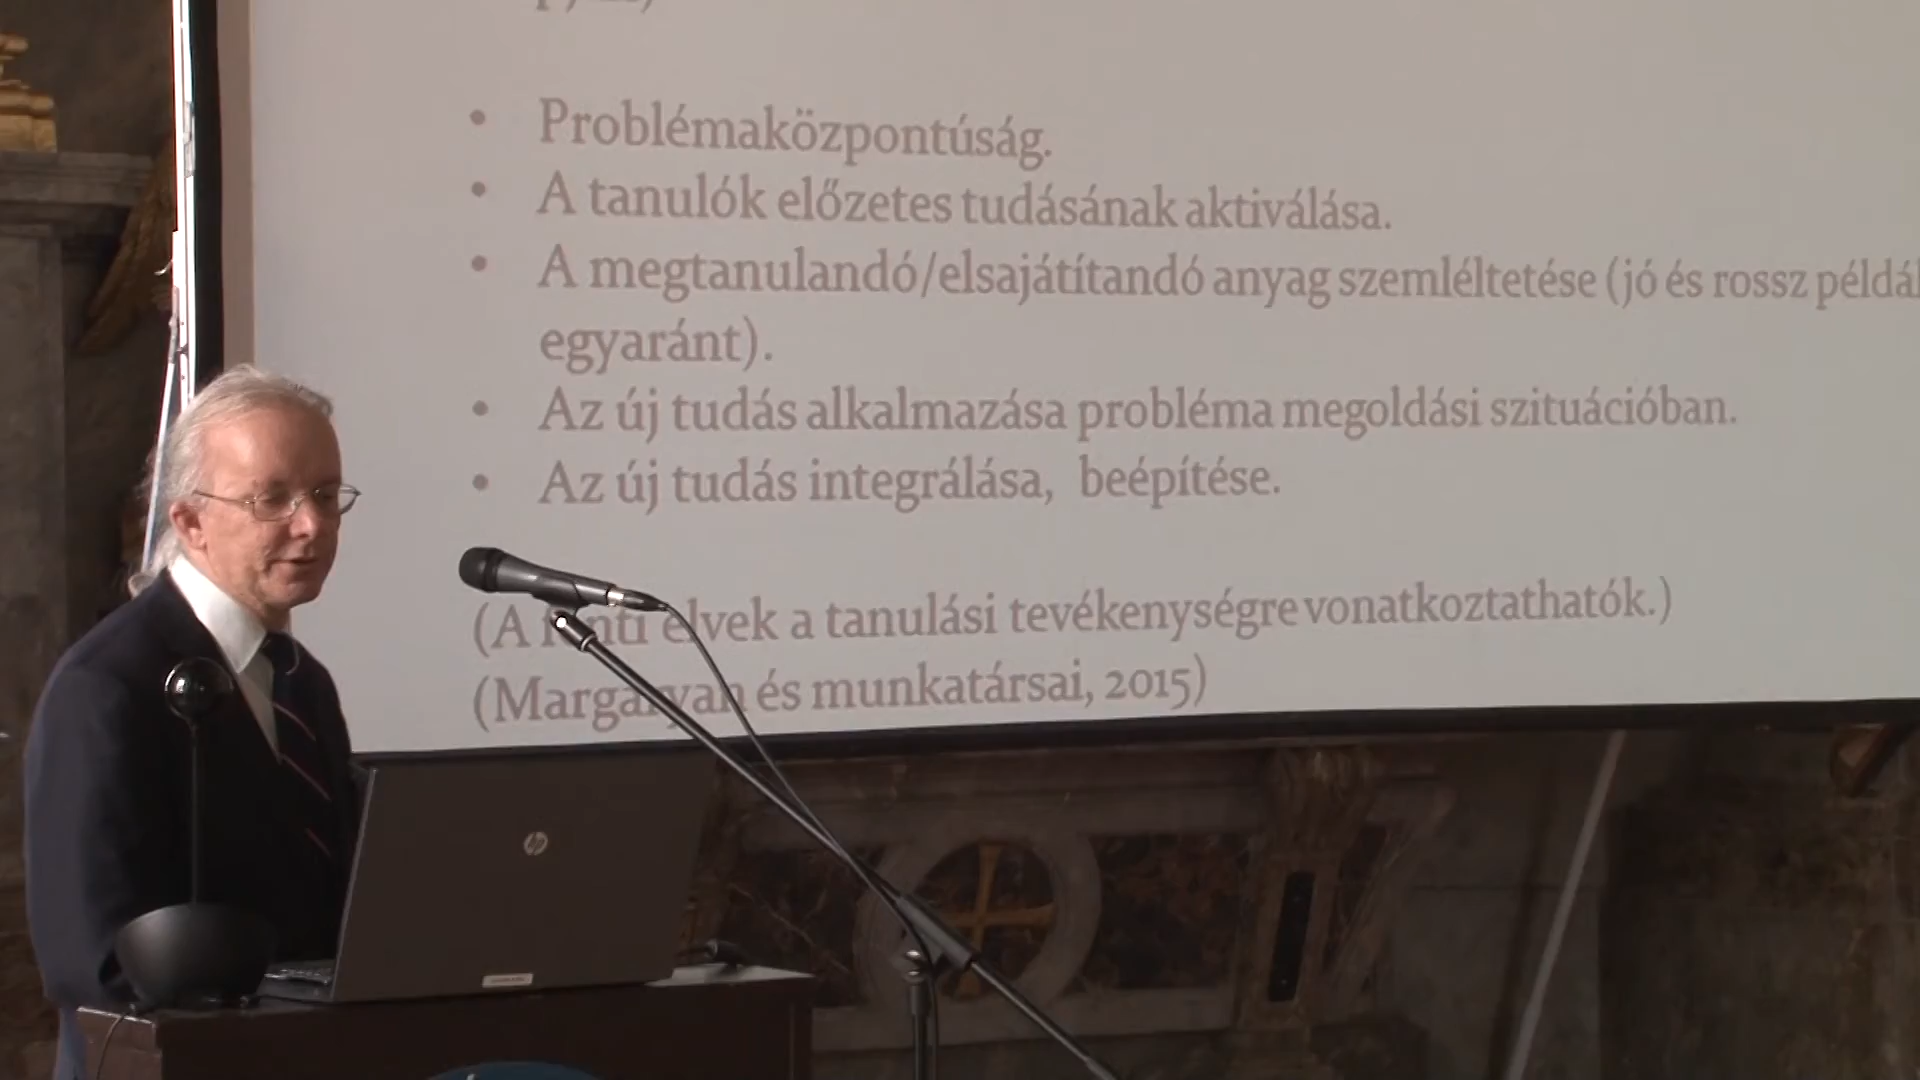 • Problémaközpontúság.
• A tanulók előzetes tudásának aktiválása.
• A megtanulandó/elsajátítandó anyag szemléltetése (jó és rossz
egyaránt).
• Az új tudás alkalmazása probléma megoldási szituációban.
• Az új tudás integrálása, beépítése.
(A fenti elvek a tanulási tevékenységre vonatkoztathatók.)
(Margaryan és munkatársai, 2015)
hp